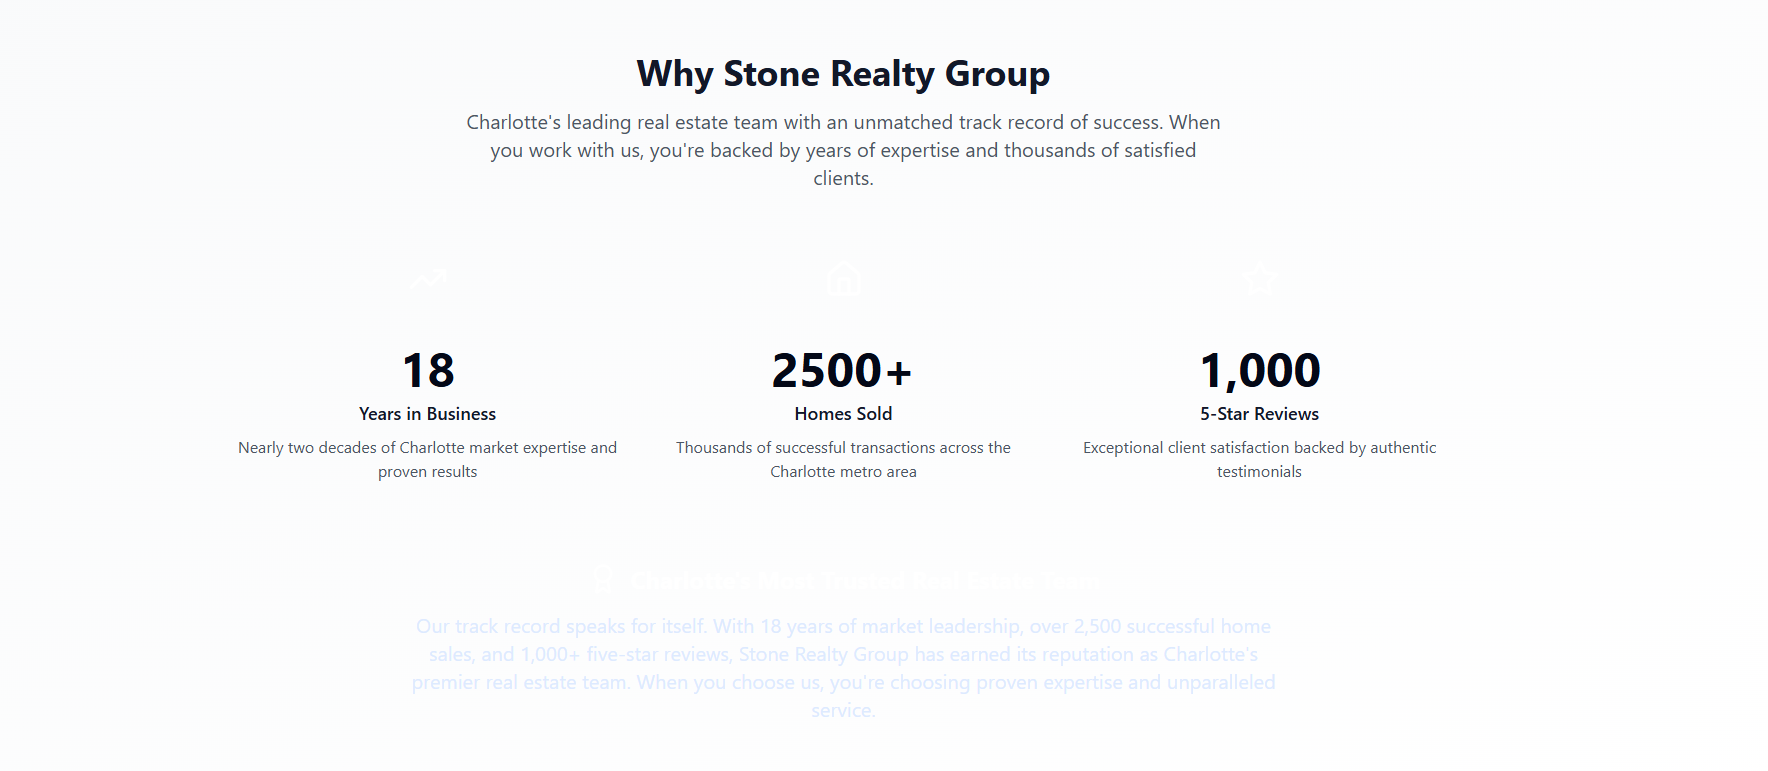 Why Stone Realty Group
Charlotte's leading real estate team with an unmatched track record of success. When
you work with us, you're backed by years of expertise and thousands of satisfied
clients.
18
2500+
1,000
Years in Business
Homes Sold
5-Star Reviews
Nearly two decades of Charlotte market expertise and
proven results
Thousands of successful transactions across the
Charlotte metro area
Exceptional client satisfaction backed by authentic
testimonials
Charlotte's Most Trusted Real Estate Team
Our track record speaks for itself. With 18 years of market leadership, over 2,500 successful home
sales, and 1,000+ five-star reviews, Stone Realty Group has earned its reputation as Charlotte's
premier real estate team. When you choose us, you're choosing proven expertise and unparalleled
service.